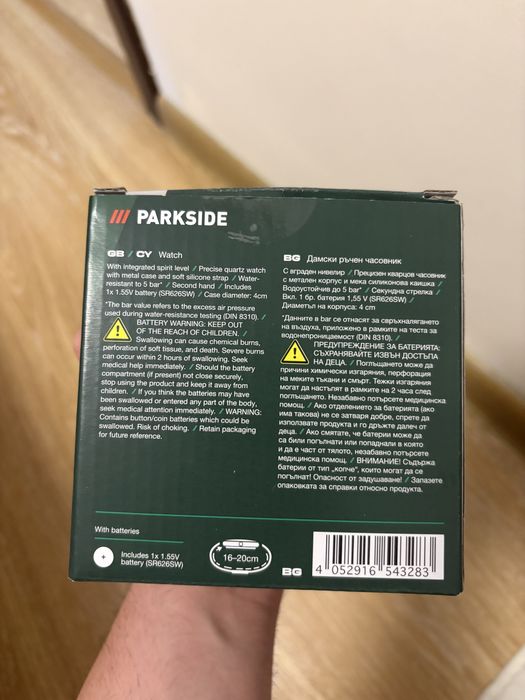 PARKSIDE
GB / CY Watch
With integrated spirit level / Precise quartz watch
with metal case and soft silicone strap / Water-
resistant to 5 bar* / Second hand / Includes
1x 1.55V battery (SR626SW) / Case diameter: 4cm
*The bar value refers to the excess air pressure
used during water-resistance testing (DIN 8310). /
BATTERY WARNING: KEEP OUT
OF THE REACH OF CHILDREN. /
Swallowing can cause chemical burns,
perforation of soft tissue, and death. Severe burns
can occur within 2 hours of swallowing. Seek
medical help immediately. / Should the battery
compartment (if present) not close securely,
stop using the product and keep it away from
children. / If you think the batteries may have
been swallowed or entered any part of the body,
seek medical attention immediately. / WARNING:
Contains button/coin batteries which could be
swallowed. Risk of choking. / Retain packaging
for future reference.
BG Дамски ръчен часовник
С вграден нивелир / Прецизен кварцов часовник
с метален корпус и мека силиконова каишка /
Водоустойчив до 5 bar* / Секундна стрелка /
Вкл. 1 бр. батерия 1,55 V (SR626SW) /
Диаметър на корпуса: 4 cm
*Данните в bar се отнасят за свръхналягането
на въздуха, приложено в рамките на теста за
водонепроницаемост (DIN 8310). /
ПРЕДУПРЕЖДЕНИЕ ЗА БАТЕРИЯТА:
СЪХРАНЯВАЙТЕ ИЗВЪН ДОСТЪПА
НА ДЕЦА. / Поглъщането може да
причини химически изгаряния, перфорация
на меките тъкани и смърт. Тежки изгаряния
могат да настъпят в рамките на 2 часа след
поглъщането. Незабавно потърсете медицинска
помощ. / Ако отделението за батерията (ако
има такова) не се затваря добре, спрете да
използвате продукта и го дръжте далеч от
деца. / Ако смятате, че батерии може да
са били погълнати или попаднали в която
и да е част от тялото, незабавно потърсете
медицинска помощ. / ВНИМАНИЕ! Съдържа
батерии от тип „копче“, които могат да се
погълнат! Опасност от задушаване! / Запазете
опаковката за справки относно продукта.
With batteries
Includes 1x 1.55V
battery (SR626SW)
16–20cm
BG
4 052916 543283 >